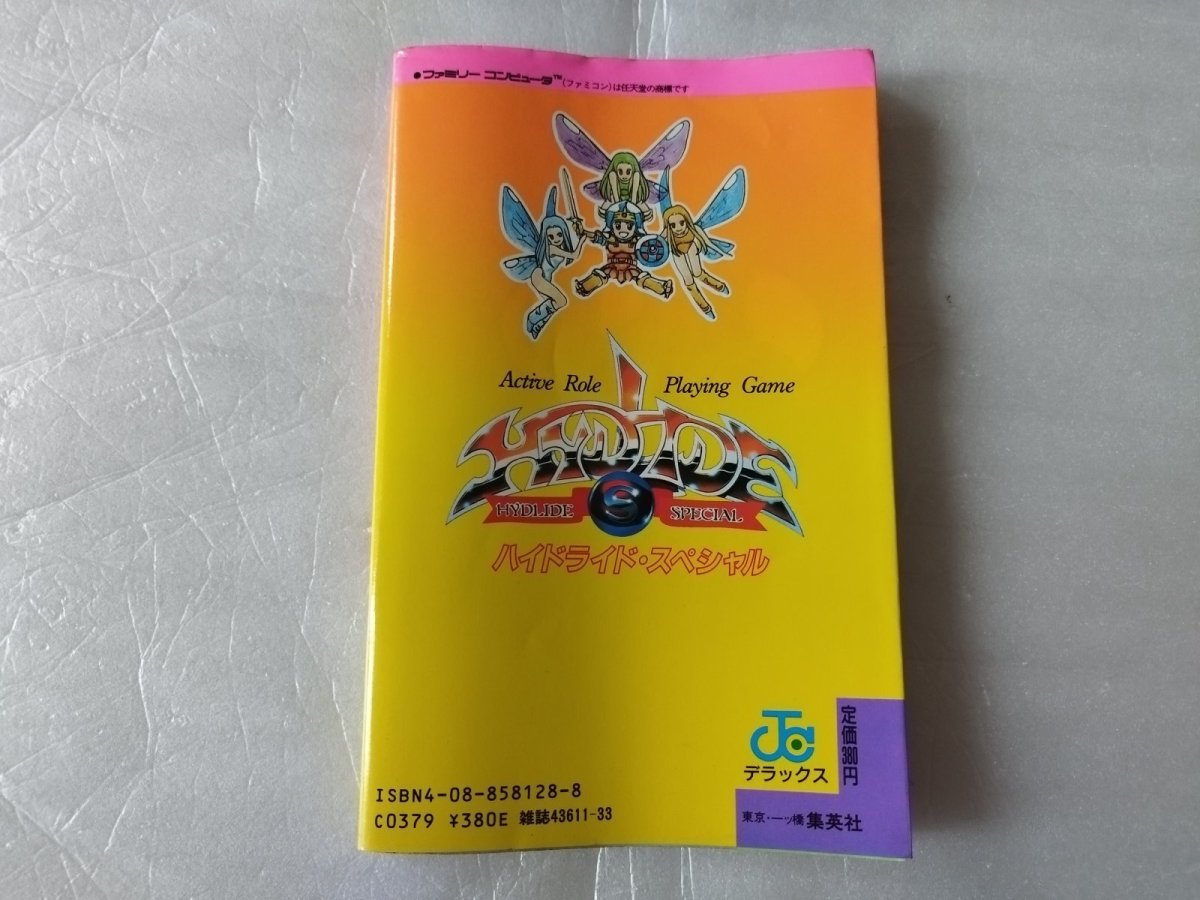 ●ファミリーコンピュータ™(ファミコン)は任天堂の商標です
Active Role Playing Game
HYDLIDE
HYDLIDE S SPECIAL
ハイドライド・スペシャル
JC
デラックス
定価380円
ISBN4-08-858128-8
C0379 ¥380E 雑誌43611-33
東京・一ッ橋 集英社